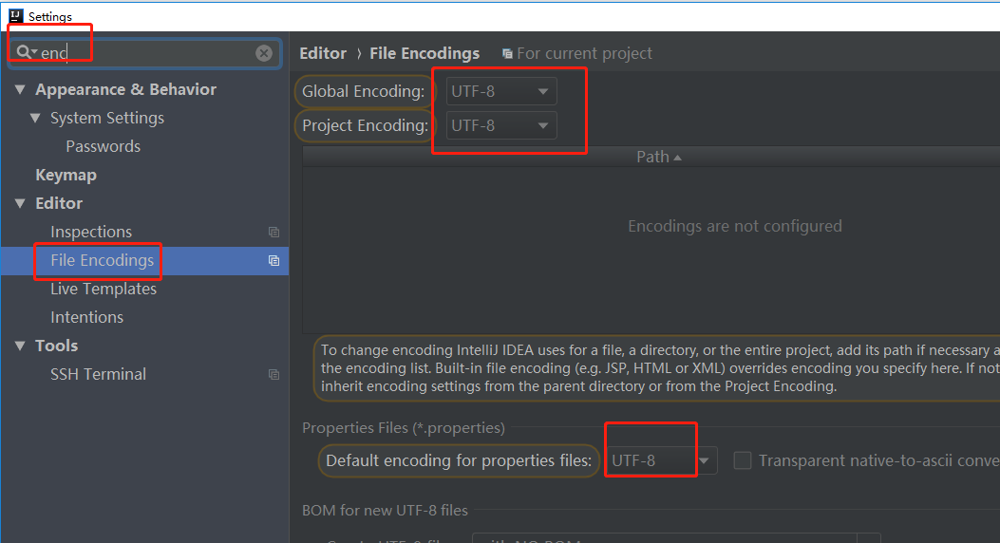 Settings
enc
Appearance & Behavior
System Settings
Passwords
Keymap
Editor
Inspections
File Encodings
Live Templates
Intentions
Tools
SSH Terminal
Editor › File Encodings For current project
Global Encoding: UTF-8
Project Encoding: UTF-8
Path
Encodings are not configured
To change encoding IntelliJ IDEA uses for a file, a directory, or the entire project, add its path if necessary a
the encoding list. Built-in file encoding (e.g. JSP, HTML or XML) overrides encoding you specify here. If not
inherit encoding settings from the parent directory or from the Project Encoding.
Properties Files (*.properties)
Default encoding for properties files: UTF-8 Transparent native-to-ascii conve
BOM for new UTF-8 files